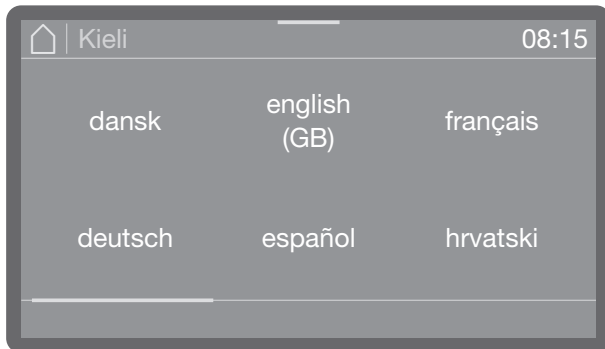 Kieli 08:15
dansk english (GB) français
deutsch español hrvatski